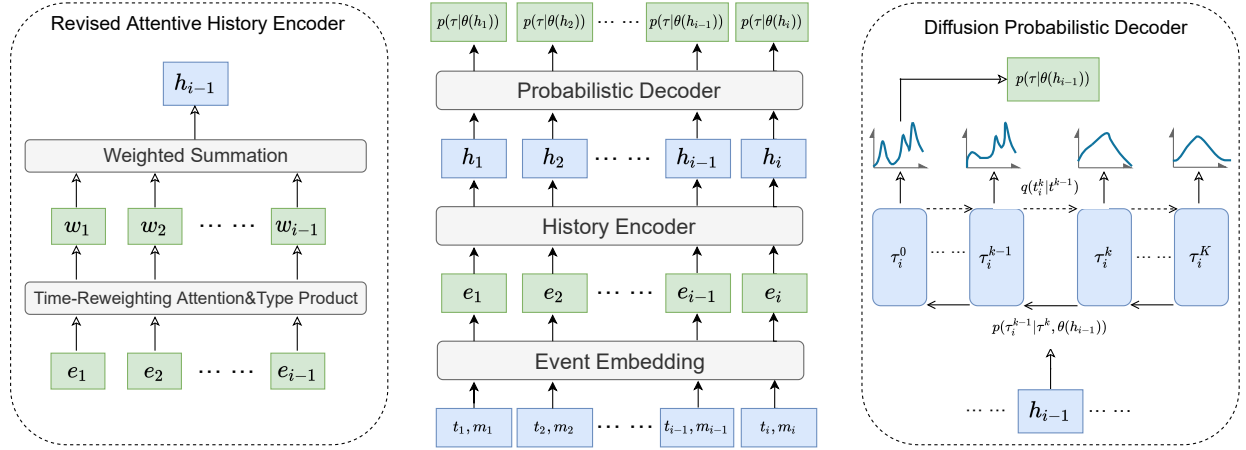 Revised Attentive History Encoder
h_{i−1}
Weighted Summation
w_1 w_2 ··· ··· w_{i−1}
Time-Reweighting Attention&Type Product
e_1 e_2 ··· ··· e_{i−1}
p(τ|θ(h_1)) p(τ|θ(h_2)) ··· ··· p(τ|θ(h_{i−1})) p(τ|θ(h_i))
Probabilistic Decoder
h_1 h_2 ··· ··· h_{i−1} h_i
History Encoder
e_1 e_2 ··· ··· e_{i−1} e_i
Event Embedding
t_1, m_1 t_2, m_2 ··· ··· t_{i−1}, m_{i−1} t_i, m_i
Diffusion Probabilistic Decoder
p(τ|θ(h_{i−1}))
q(t_i^k|t^{k−1})
τ_i^0 ··· ··· τ_i^{k−1} τ_i^k ··· ··· τ_i^K
p(τ_i^{k−1}|τ^k, θ(h_{i−1}))
··· ··· h_{i−1} ··· ···